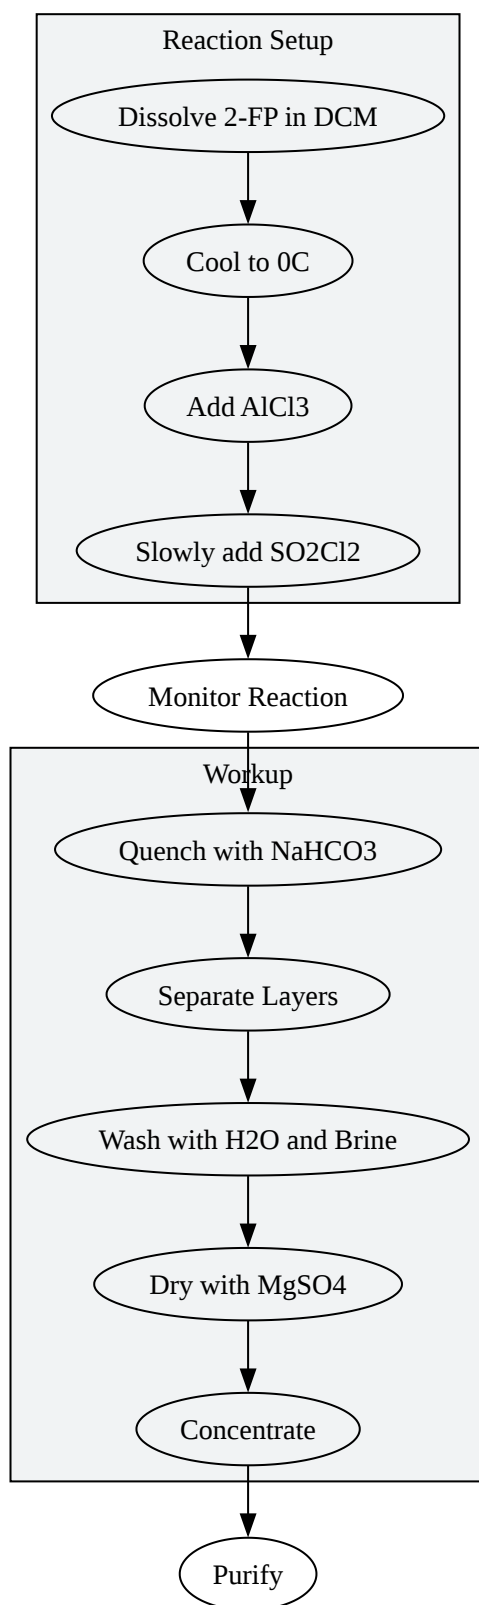 Reaction Setup
Dissolve 2-FP in DCM
Cool to 0C
Add AlCl3
Slowly add SO2Cl2
Monitor Reaction
Workup
Quench with NaHCO3
Separate Layers
Wash with H2O and Brine
Dry with MgSO4
Concentrate
Purify